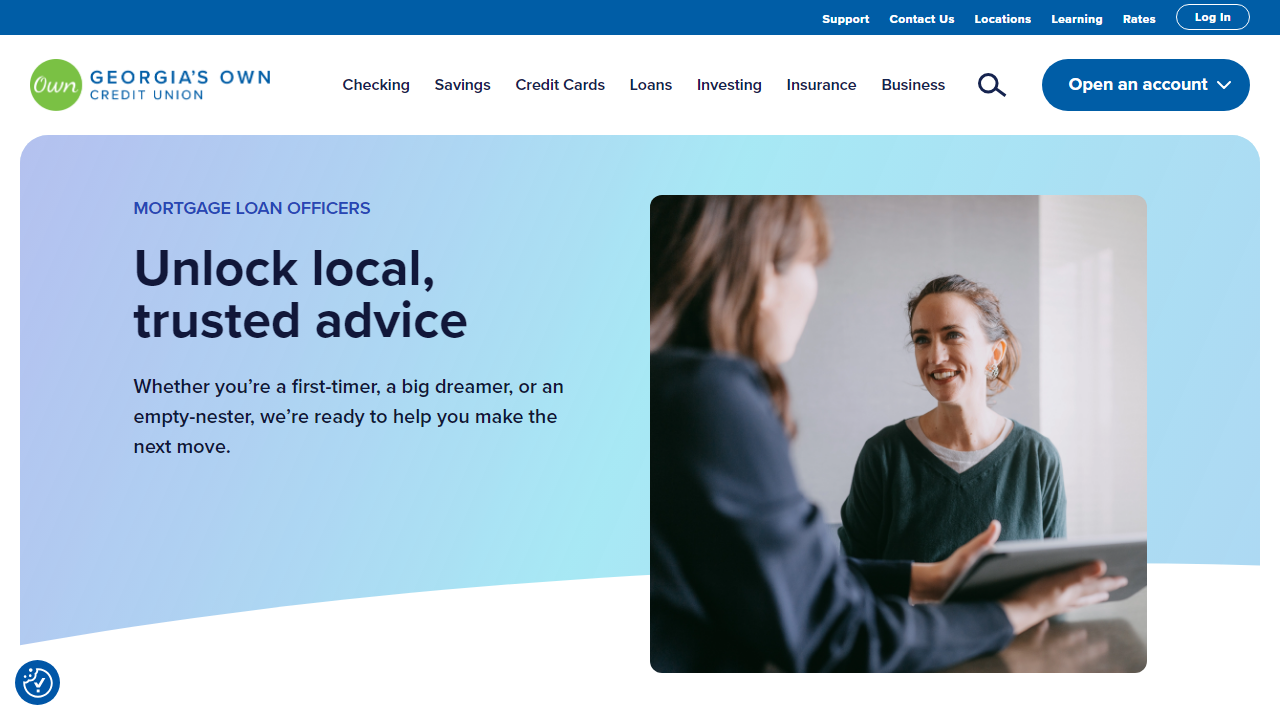 Support Contact Us Locations Learning Rates Log In
Own GEORGIA'S OWN
CREDIT UNION
Checking Savings Credit Cards Loans Investing Insurance Business Open an account
MORTGAGE LOAN OFFICERS
Unlock local,
trusted advice
Whether you’re a first-timer, a big dreamer, or an
empty-nester, we’re ready to help you make the
next move.